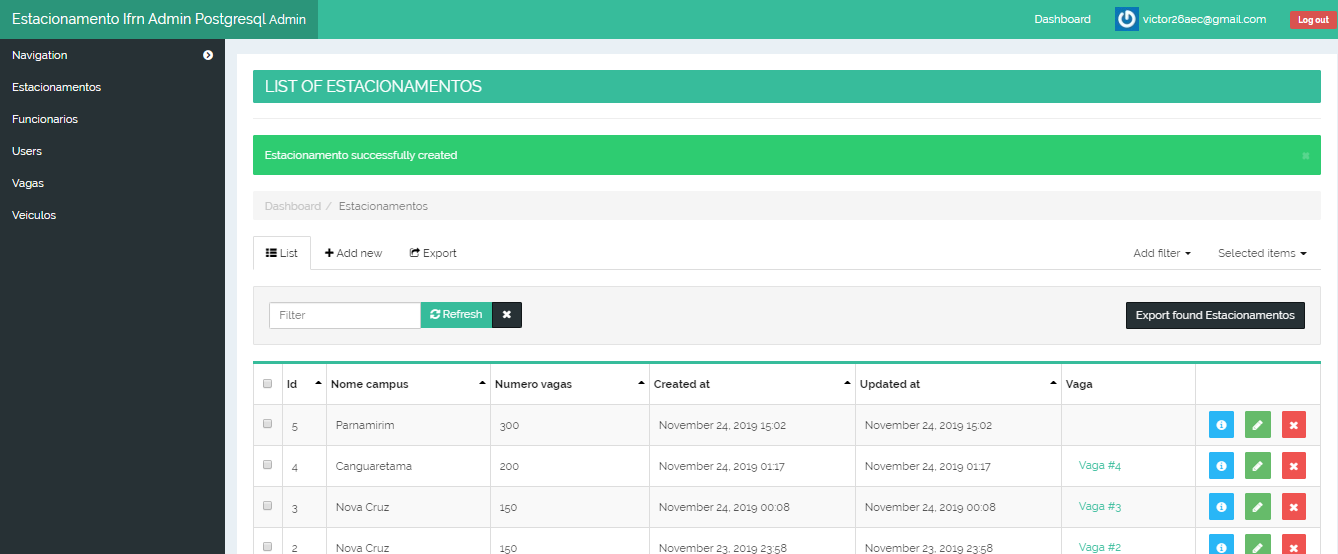 Estacionamento Ifrn Admin Postgresql Admin
Dashboard victor26aec@gmail.com Log out
Navigation
Estacionamentos
Funcionarios
Users
Vagas
Veiculos
LIST OF ESTACIONAMENTOS
Estacionamento successfully created
Dashboard / Estacionamentos
List Add new Export Add filter Selected items
Filter Refresh Export found Estacionamentos
Id Nome campus Numero vagas Created at Updated at Vaga
5 Parnamirim 300 November 24, 2019 15:02 November 24, 2019 15:02
4 Canguaretama 200 November 24, 2019 01:17 November 24, 2019 01:17 Vaga #4
3 Nova Cruz 150 November 24, 2019 00:08 November 24, 2019 00:08 Vaga #3
2 Nova Cruz 150 November 23, 2019 23:58 November 23, 2019 23:58 Vaga #2